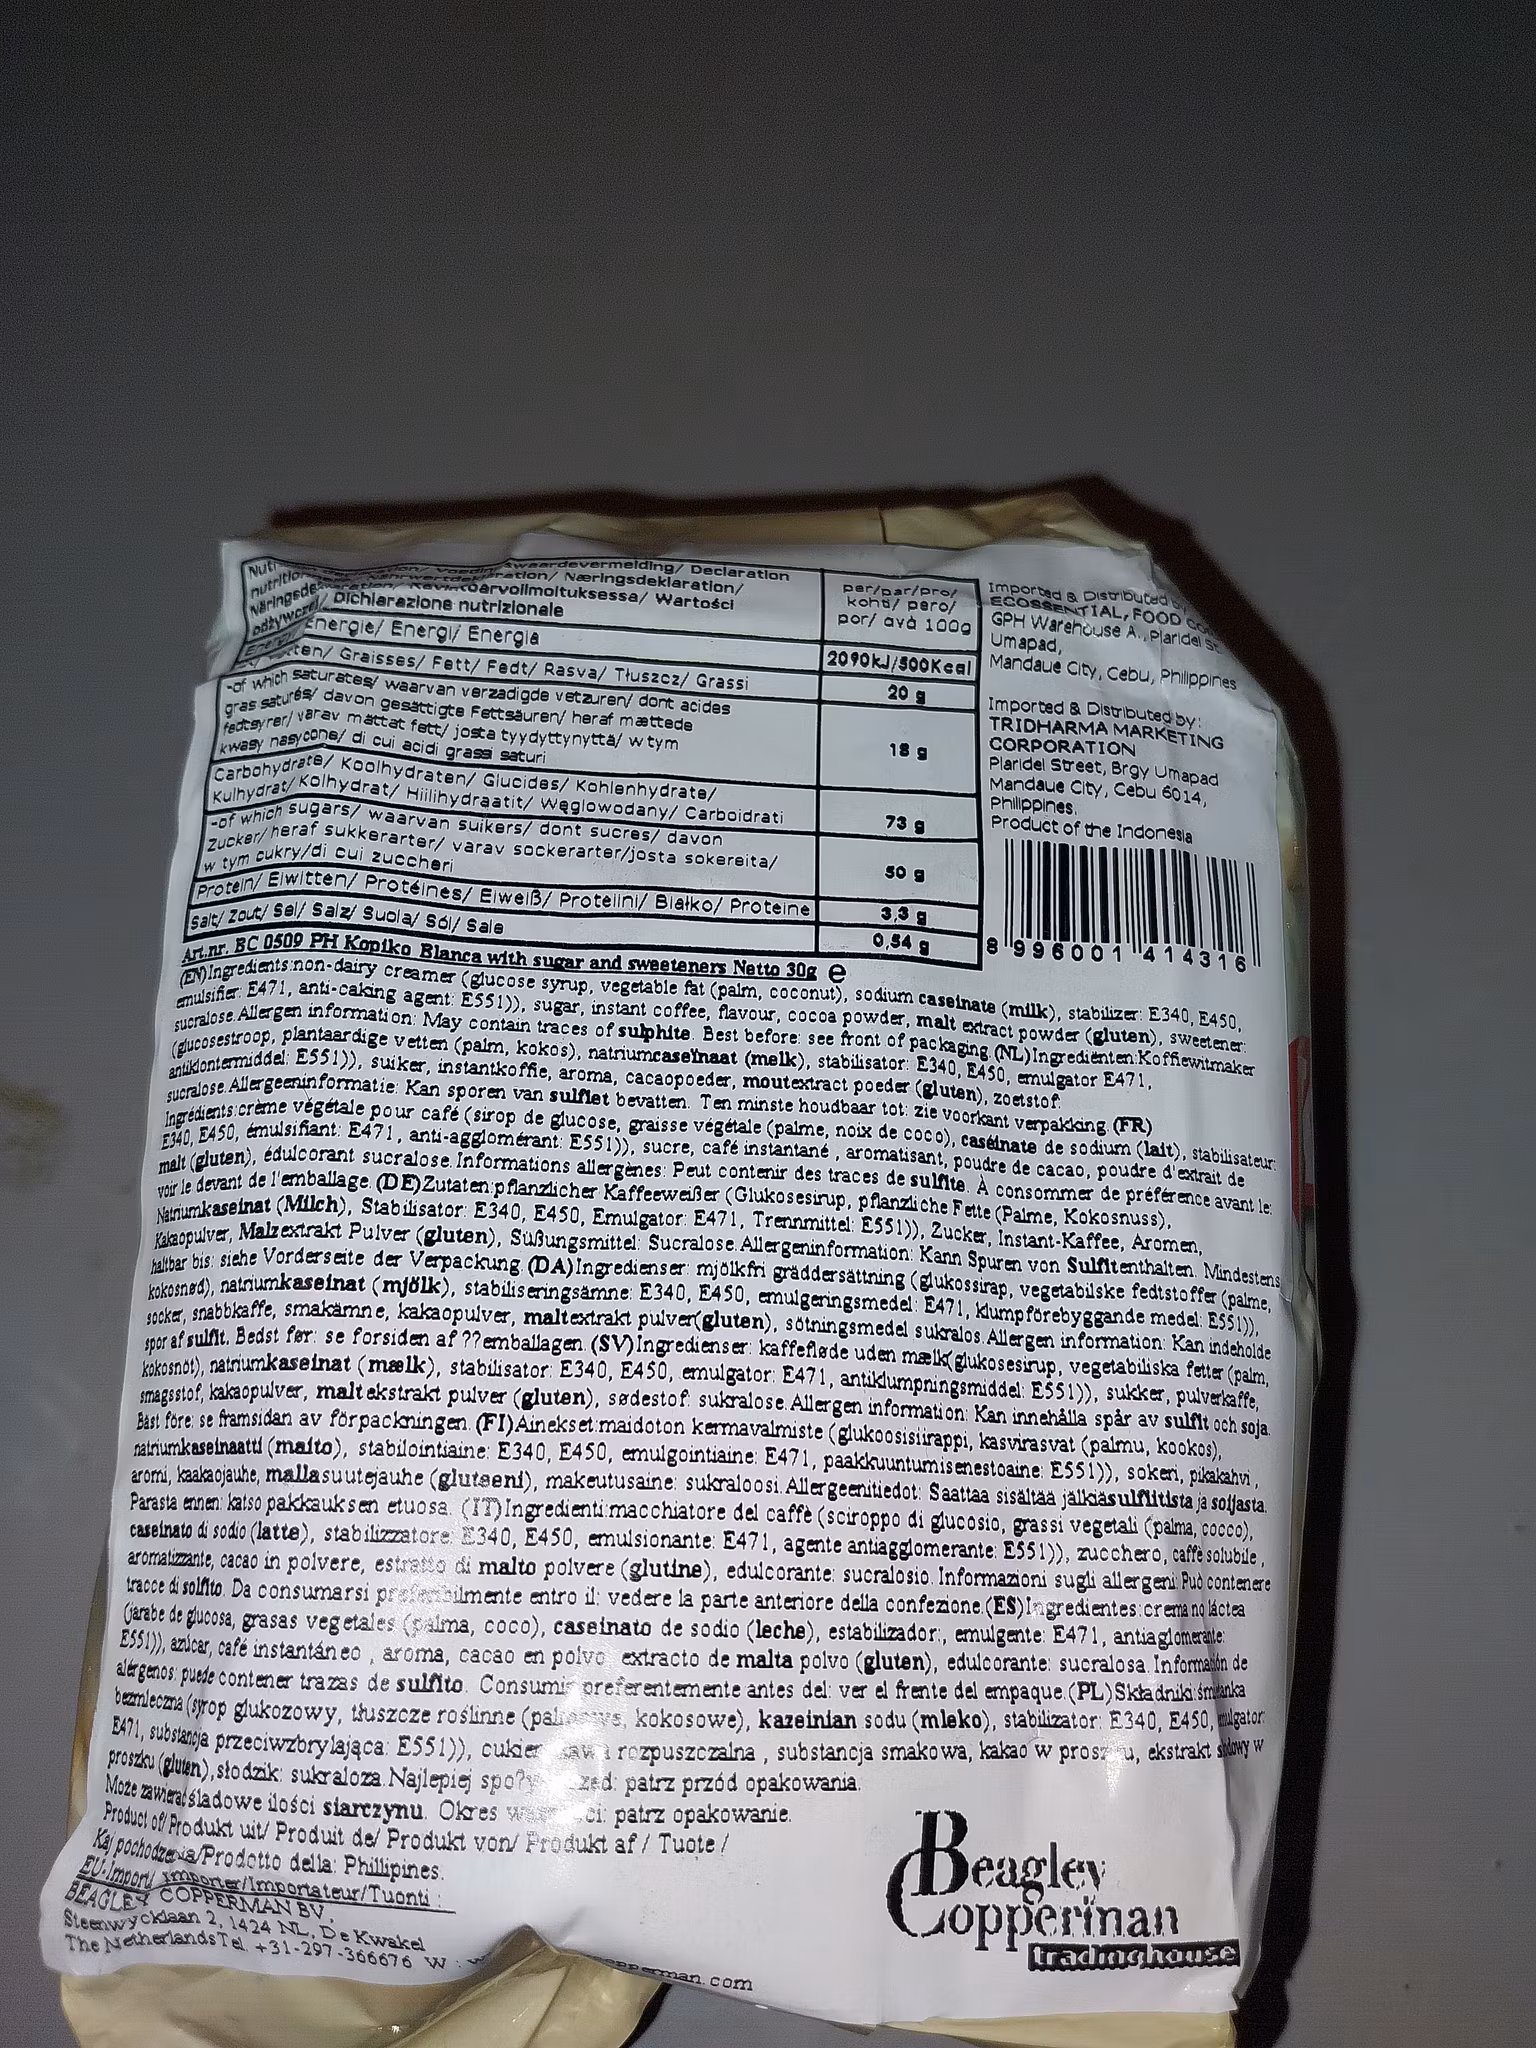 Declaration
Næringsdeklaration/
Wartości
Dichiarazione nutrizionale
per/par/pro/
kohti/ pero/
por/ avà 100g
Energie/ Energi/ Energia
2090kJ/500Kcal
Graisses/ Fett/ Fedt/ Rasva/ Tłuszcz/ Grassi
20 g
-of which saturates/ waarvan verzadigde vetzuren/ dont acides
gras saturés/ davon gesättigte Fettsäuren/ heraf mættede
fedtsyrer/ varav mättat fett/ josta tyydyttynyttä/ w tym
kwasy nasycone/ di cui acidi grassi saturi
18 g
Carbohydrate/ Koolhydraten/ Glucides/ Kohlenhydrate/
Kulhydrat/ Kolhydrat/ Hiilihydraatit/ Węglowodany/ Carboidrati
73 g
-of which sugars/ waarvan suikers/ dont sucres/ davon
Zucker/ heraf sukkerarter/ varav sockerarter/josta sokereita/
w tym cukry/di cui zuccheri
50 g
Protein/ Eiwitten/ Protéines/ Eiweiß/ Proteiini/ Białko/ Proteine
3,3 g
Salt/ Zout/ Sel/ Salz/ Suola/ Sól/ Sale
0,54 g
Imported & Distributed by
ECOSSENTIAL, FOOD
GPH Warehouse A., Plaridel st
Umapad,
Mandaue City, Cebu, Philippines
Imported & Distributed by:
TRIDHARMA MARKETING
CORPORATION
Plaridel Street, Brgy Umapad
Mandaue City, Cebu 6014,
Philippines.
Product of the Indonesia
8 996001 414316
Art.nr. BC 0509 PH Kopiko Blanca with sugar and sweeteners Netto 30g e
(EN)Ingredients:non-dairy creamer (glucose syrup, vegetable fat (palm, coconut), sodium caseinate (milk), stabilizer: E340, E450,
emulsifier: E471, anti-caking agent: E551)), sugar, instant coffee, flavour, cocoa powder, malt extract powder (gluten), sweetener:
sucralose.Allergen information: May contain traces of sulphite. Best before: see front of packaging.(NL)Ingrediënten:Koffiewitmaker
(glucosestroop, plantaardige vetten (palm, kokos), natriumcaseïnaat (melk), stabilisator: E340, E450, emulgator E471,
antiklontermiddel: E551)), suiker, instantkoffie, aroma, cacaopoeder, moutextract poeder (gluten), zoetstof:
sucralose.Allergeeninformatie: Kan sporen van sulfiet bevatten. Ten minste houdbaar tot: zie voorkant verpakking.(FR)
Ingrédients:crème végétale pour café (sirop de glucose, graisse végétale (palme, noix de coco), caséinate de sodium (lait), stabilisateur:
E340, E450, émulsifiant: E471, anti-agglomérant: E551)), sucre, café instantané , aromatisant, poudre de cacao, poudre d'extrait de
malt (gluten), édulcorant sucralose.Informations allergènes: Peut contenir des traces de sulfite. À consommer de préférence avant le:
voir le devant de l'emballage.(DE)Zutaten:pflanzlicher Kaffeeweißer (Glukosesirup, pflanzliche Fette (Palme, Kokosnuss),
Natriumkaseinat (Milch), Stabilisator: E340, E450, Emulgator: E471, Trennmittel: E551)), Zucker, Instant-Kaffee, Aromen,
Kakaopulver, Malzextrakt Pulver (gluten), Süßungsmittel: Sucralose.Allergeninformation: Kann Spuren von Sulfitenthalten. Mindestens
haltbar bis: siehe Vorderseite der Verpackung.(DA)Ingredienser: mjölkfri gräddersättning (glukossirap, vegetabilske fedtstoffer (palme,
kokosnød), natriumkaseinat (mjölk), stabiliseringsämne: E340, E450, emulgeringsmedel: E471, klumpförebyggande medel: E551)),
socker, snabbkaffe, smakämne, kakaopulver, maltextrakt pulver(gluten), sötningsmedel sukralos.Allergen information: Kan indeholde
spor af sulfit. Bedst før: se forsiden af ??emballagen.(SV)Ingredienser: kaffefløde uden mælk(glukosesirup, vegetabiliska fetter (palm,
kokosnöt), natriumkaseinat (mælk), stabilisator: E340, E450, emulgator: E471, antiklumpningsmiddel: E551)), sukker, pulverkaffe,
smagsstof, kakaopulver, maltekstrakt pulver (gluten), sødestof: sukralose.Allergen information: Kan innehålla spår av sulfit och soja.
Bäst före: se framsidan av förpackningen.(FI)Ainekset:maidoton kermavalmiste (glukoosisiirappi, kasvirasvat (palmu, kookos),
natriumkaseinaatti (maito), stabilointiaine: E340, E450, emulgointiaine: E471, paakkuuntumisenestoaine: E551)), sokeri, pikakahvi ,
aromi, kaakaojauhe, mallasuutejauhe (gluteeni), makeutusaine: sukraloosi.Allergeenitiedot: Saattaa sisältää jälkiäsulfiitista ja soijasta.
Parasta ennen: katso pakkauksen etuosa. (IT)Ingredienti:macchiatore del caffè (sciroppo di glucosio, grassi vegetali (palma, cocco),
caseinato di sodio (latte), stabilizzatore: E340, E450, emulsionante: E471, agente antiagglomerante: E551)), zucchero, caffè solubile ,
aromatizzante, cacao in polvere, estratto di malto polvere (glutine), edulcorante: sucralosio. Informazioni sugli allergeni: Può contenere
tracce di solfito. Da consumarsi preferibilmente entro il: vedere la parte anteriore della confezione.(ES)Ingredientes:crema no láctea
(jarabe de glucosa, grasas vegetales (palma, coco), caseinato de sodio (leche), estabilizador:, emulgente: E471, antiaglomerante:
E551)), azúcar, café instantáneo , aroma, cacao en polvo extracto de malta polvo (gluten), edulcorante: sucralosa. Información de
alérgenos: puede contener trazas de sulfito. Consumir preferentemente antes del: ver el frente del empaque.(PL)Składniki:śmietanka
bezmleczna (syrop glukozowy, tłuszcze roślinne (palmowe, kokosowe), kazeinian sodu (mleko), stabilizator: E340, E450, emulgator:
E471, substancja przeciwzbrylająca: E551)), cukier kawa rozpuszczalna , substancja smakowa, kakao w proszku, ekstrakt słodowy w
proszku (gluten), słodzik: sukraloza. Najlepiej patrz przód opakowania.
Może zawierać śladowe ilości siarczynu. Okres patrz opakowanie.
Product of/ Produkt uit/ Produit de/ Produkt von/ Produkt af / Tuote /
Kaj pochodzenia/Prodotto della: Phillipines.
EU-Import/ importer/Importateur/Tuonti :
BEAGLEY COPPERMAN BV,
Steenwycklaan 2, 1424 NL, De Kwakel
The Netherlands Tel. +31-297-366676 W :
.com
Beagley
Copperman
tradinghouse